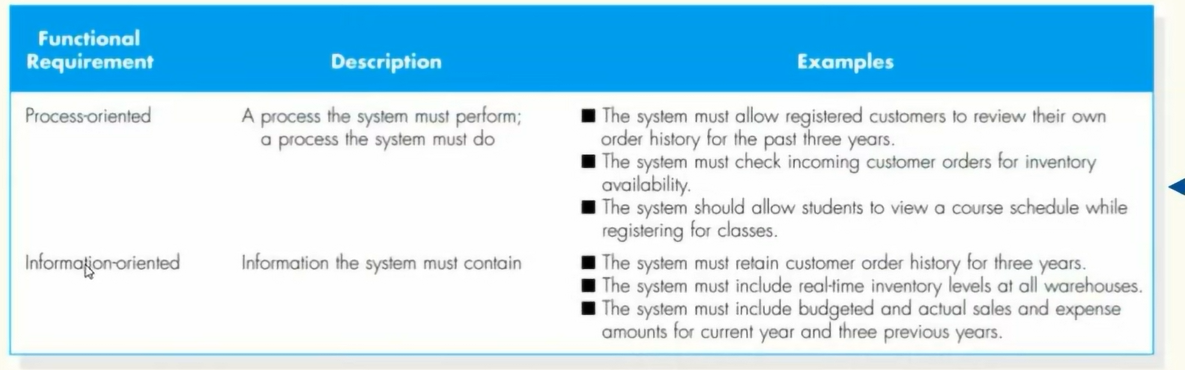 Functional
Requirement
Description
Examples
Process-oriented
A process the system must perform;
a process the system must do
■ The system must allow registered customers to review their own
order history for the past three years.
■ The system must check incoming customer orders for inventory
availability.
■ The system should allow students to view a course schedule while
registering for classes.
Information-oriented
Information the system must contain
■ The system must retain customer order history for three years.
■ The system must include real-time inventory levels at all warehouses.
■ The system must include budgeted and actual sales and expense
amounts for current year and three previous years.